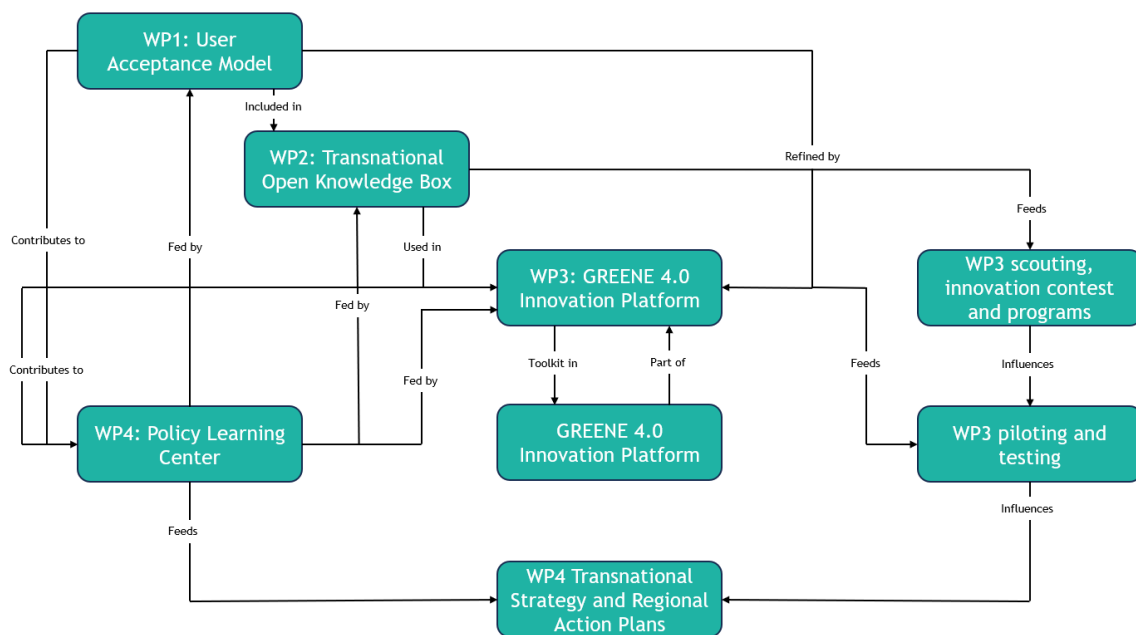 WP1: User
Acceptance Model
Included in
WP2: Transnational
Open Knowledge Box
Refined by
Feeds
Contributes to
Fed by
Used in
WP3: GREENE 4.0
Innovation Platform
WP3 scouting,
innovation contest
and programs
Fed by
Contributes to
Fed by
Toolkit in
Part of
Feeds
Influences
WP4: Policy Learning
Center
GREENE 4.0
Innovation Platform
WP3 piloting and
testing
Feeds
Influences
WP4 Transnational
Strategy and Regional
Action Plans